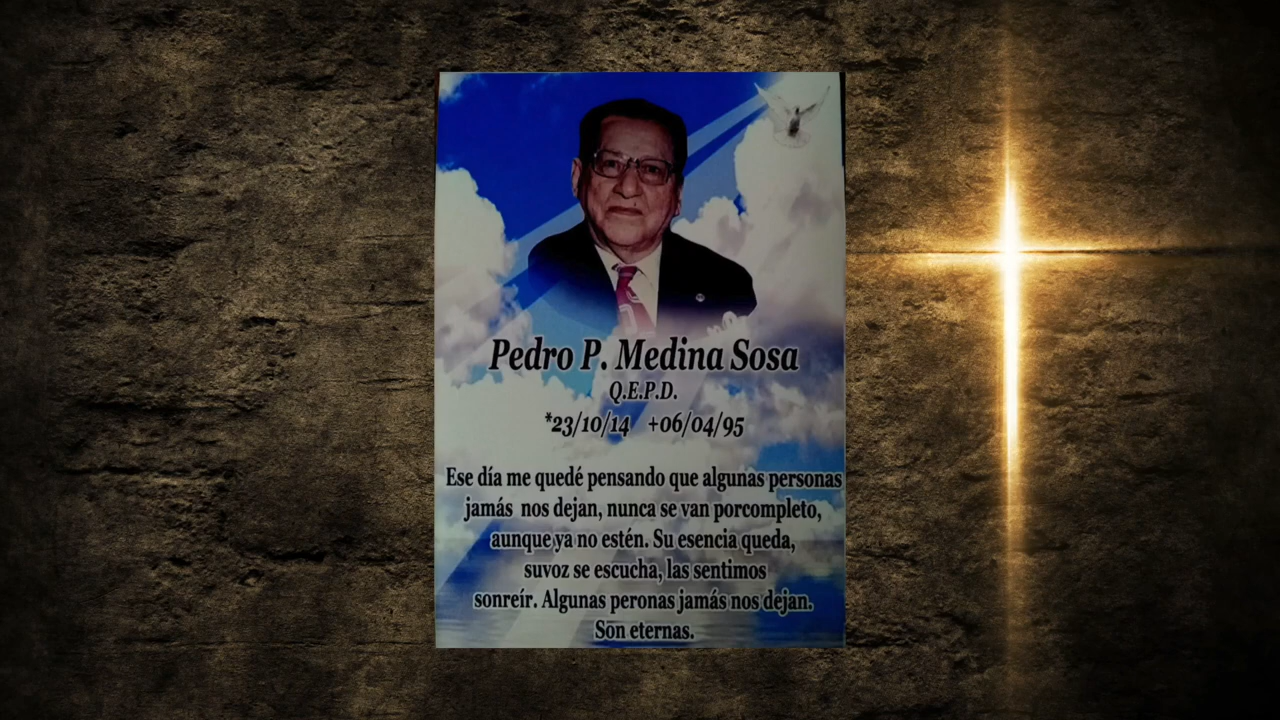 Pedro P. Medina Sosa
Q.E.P.D.
*23/10/14 +06/04/95
Ese día me quedé pensando que algunas personas
jamás nos dejan, nunca se van porcompleto,
aunque ya no estén. Su esencia queda,
suvoz se escucha, las sentimos
sonreír. Algunas peronas jamás nos dejan.
Son eternas.